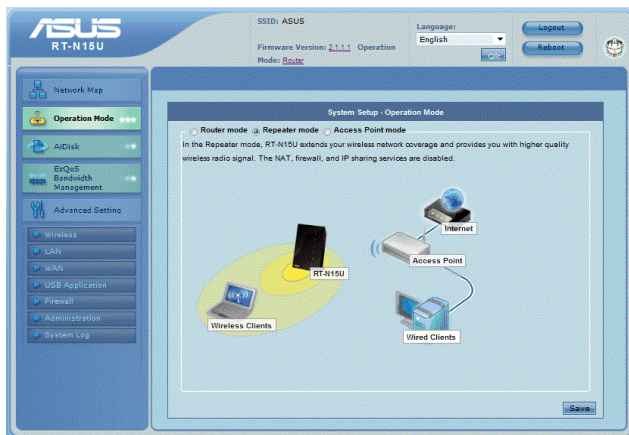 ASUS
RT-N15U
SSID: ASUS
Firmware Version: 2.1.1.1 Operation
Mode: Router
Language:
English
Logout
Reboot
Network Map
Operation Mode
AiDisk
EzQoS
Bandwidth
Management
Advanced Setting
Wireless
LAN
WAN
USB Application
Firewall
Administration
System Log
System Setup - Operation Mode
Router mode Repeater mode Access Point mode
In the Repeater mode, RT-N15U extends your wireless network coverage and provides you with higher quality
wireless radio signal. The NAT, firewall, and IP sharing services are disabled.
Internet
Access Point
RT-N15U
Wireless Clients
Wired Clients
Save